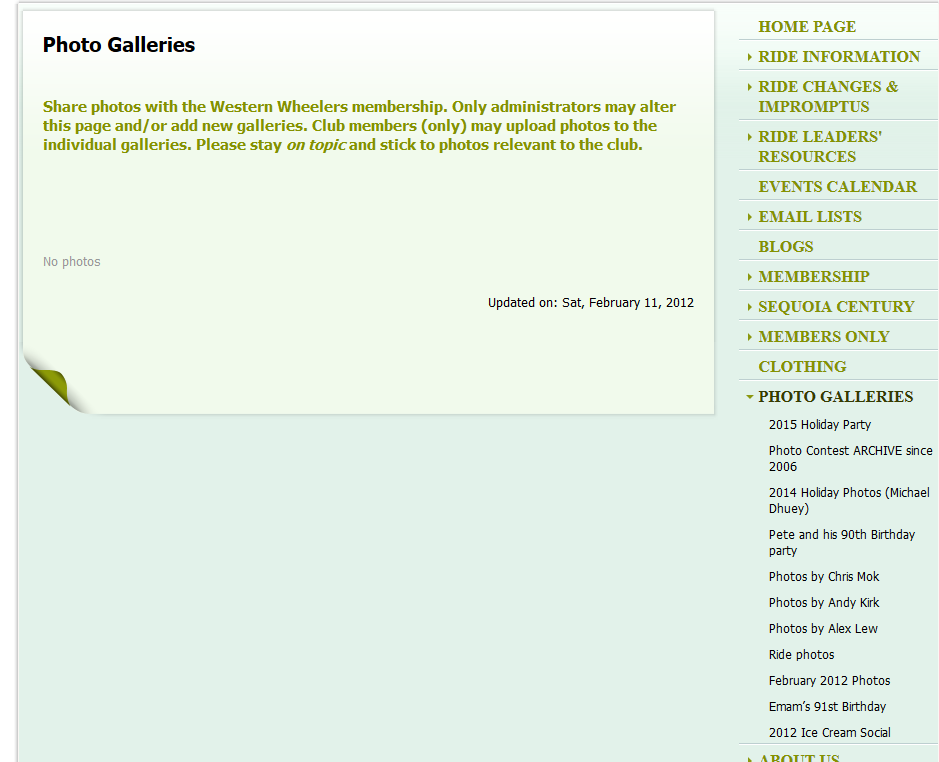 Photo Galleries
Share photos with the Western Wheelers membership. Only administrators may alter
this page and/or add new galleries. Club members (only) may upload photos to the
individual galleries. Please stay on topic and stick to photos relevant to the club.
No photos
Updated on: Sat, February 11, 2012
HOME PAGE
RIDE INFORMATION
RIDE CHANGES &
IMPROMPTUS
RIDE LEADERS'
RESOURCES
EVENTS CALENDAR
EMAIL LISTS
BLOGS
MEMBERSHIP
SEQUOIA CENTURY
MEMBERS ONLY
CLOTHING
PHOTO GALLERIES
2015 Holiday Party
Photo Contest ARCHIVE since
2006
2014 Holiday Photos (Michael
Dhuey)
Pete and his 90th Birthday
party
Photos by Chris Mok
Photos by Andy Kirk
Photos by Alex Lew
Ride photos
February 2012 Photos
Emam’s 91st Birthday
2012 Ice Cream Social
ABOUT US